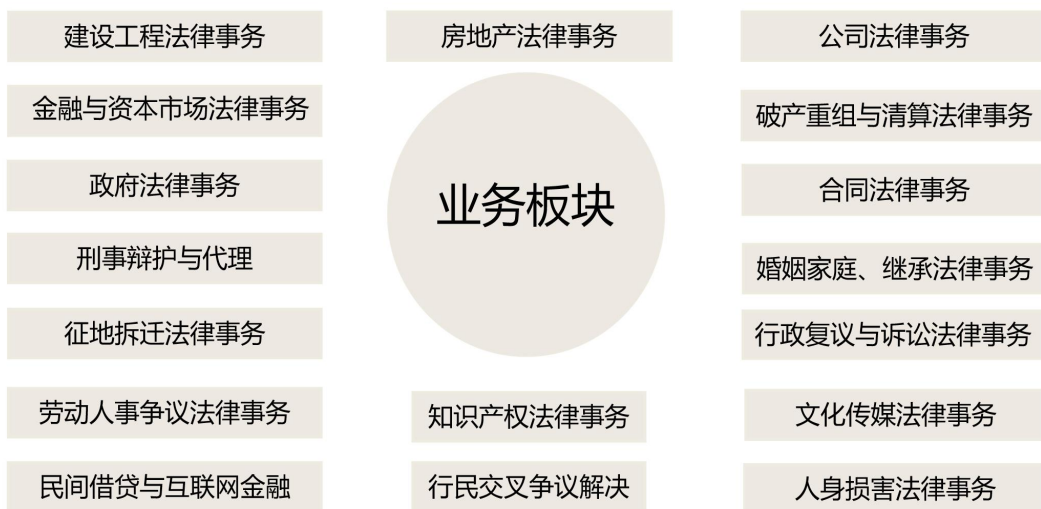 建设工程法律事务
房地产法律事务
公司法律事务
金融与资本市场法律事务
破产重组与清算法律事务
政府法律事务
业务板块
合同法律事务
刑事辩护与代理
婚姻家庭、继承法律事务
征地拆迁法律事务
行政复议与诉讼法律事务
劳动人事争议法律事务
知识产权法律事务
文化传媒法律事务
民间借贷与互联网金融
行民交叉争议解决
人身损害法律事务